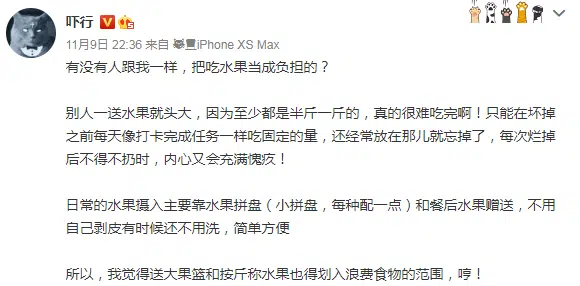 吓行
11月9日 22:36 来自 iPhone XS Max
有没有人跟我一样，把吃水果当成负担的？
别人一送水果就头大，因为至少都是半斤一斤的，真的很难吃完啊！只能在坏掉
之前每天像打卡完成任务一样吃固定的量，还经常放在那儿就忘掉了，每次烂掉
后不得不扔时，内心又会充满愧疚！
日常的水果摄入主要靠水果拼盘（小拼盘，每种配一点）和餐后水果赠送，不用
自己剥皮有时候还不用洗，简单方便
所以，我觉得送大果篮和按斤称水果也得划入浪费食物的范围，哼！